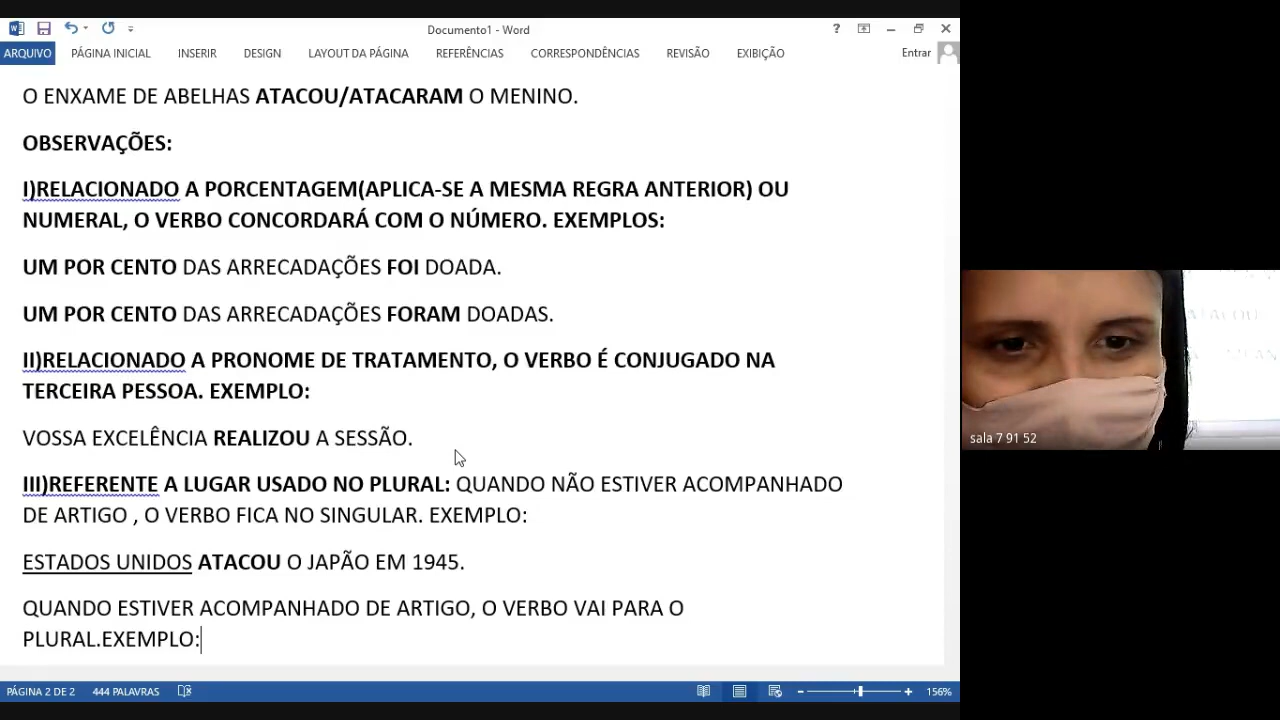 Documento1 - Word
ARQUIVO PÁGINA INICIAL INSERIR DESIGN LAYOUT DA PÁGINA REFERÊNCIAS CORRESPONDÊNCIAS REVISÃO EXIBIÇÃO Entrar
O ENXAME DE ABELHAS ATACOU/ATACARAM O MENINO.
OBSERVAÇÕES:
I)RELACIONADO A PORCENTAGEM(APLICA-SE A MESMA REGRA ANTERIOR) OU
NUMERAL, O VERBO CONCORDARÁ COM O NÚMERO. EXEMPLOS:
UM POR CENTO DAS ARRECADAÇÕES FOI DOADA.
UM POR CENTO DAS ARRECADAÇÕES FORAM DOADAS.
II)RELACIONADO A PRONOME DE TRATAMENTO, O VERBO É CONJUGADO NA
TERCEIRA PESSOA. EXEMPLO:
VOSSA EXCELÊNCIA REALIZOU A SESSÃO.
III)REFERENTE A LUGAR USADO NO PLURAL: QUANDO NÃO ESTIVER ACOMPANHADO
DE ARTIGO , O VERBO FICA NO SINGULAR. EXEMPLO:
ESTADOS UNIDOS ATACOU O JAPÃO EM 1945.
QUANDO ESTIVER ACOMPANHADO DE ARTIGO, O VERBO VAI PARA O
PLURAL.EXEMPLO:
PÁGINA 2 DE 2 444 PALAVRAS 156%
sala 7 91 52